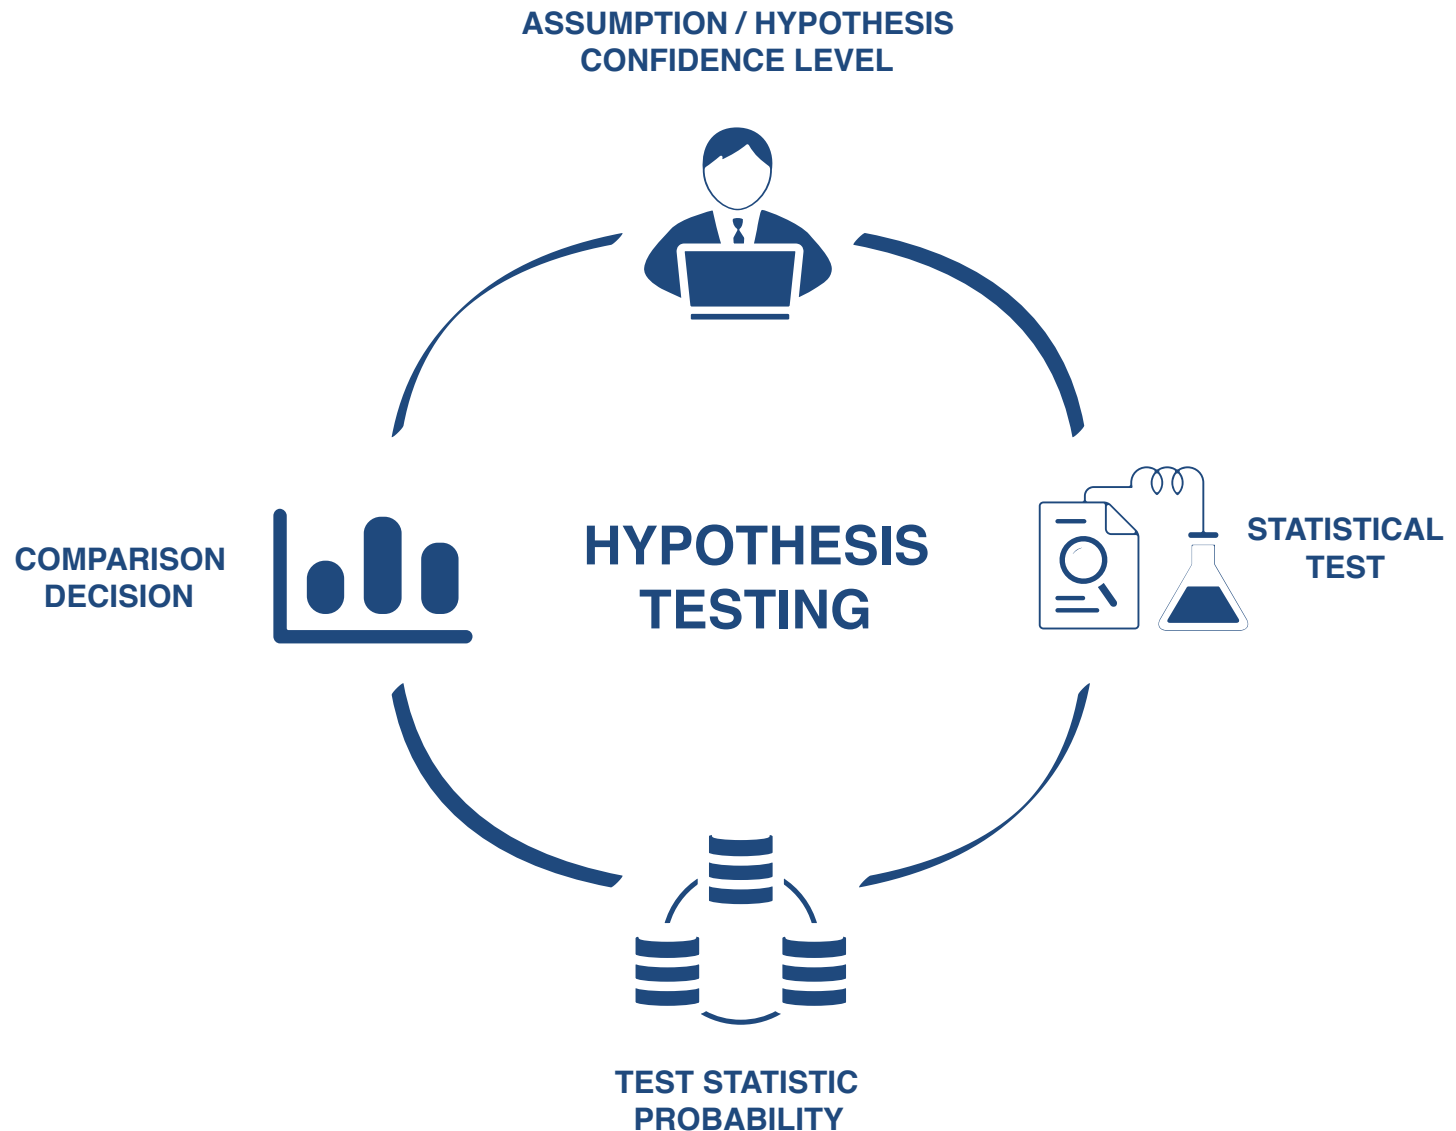 ASSUMPTION / HYPOTHESIS
CONFIDENCE LEVEL
HYPOTHESIS
TESTING
STATISTICAL
TEST
COMPARISON
DECISION
TEST STATISTIC
PROBABILITY